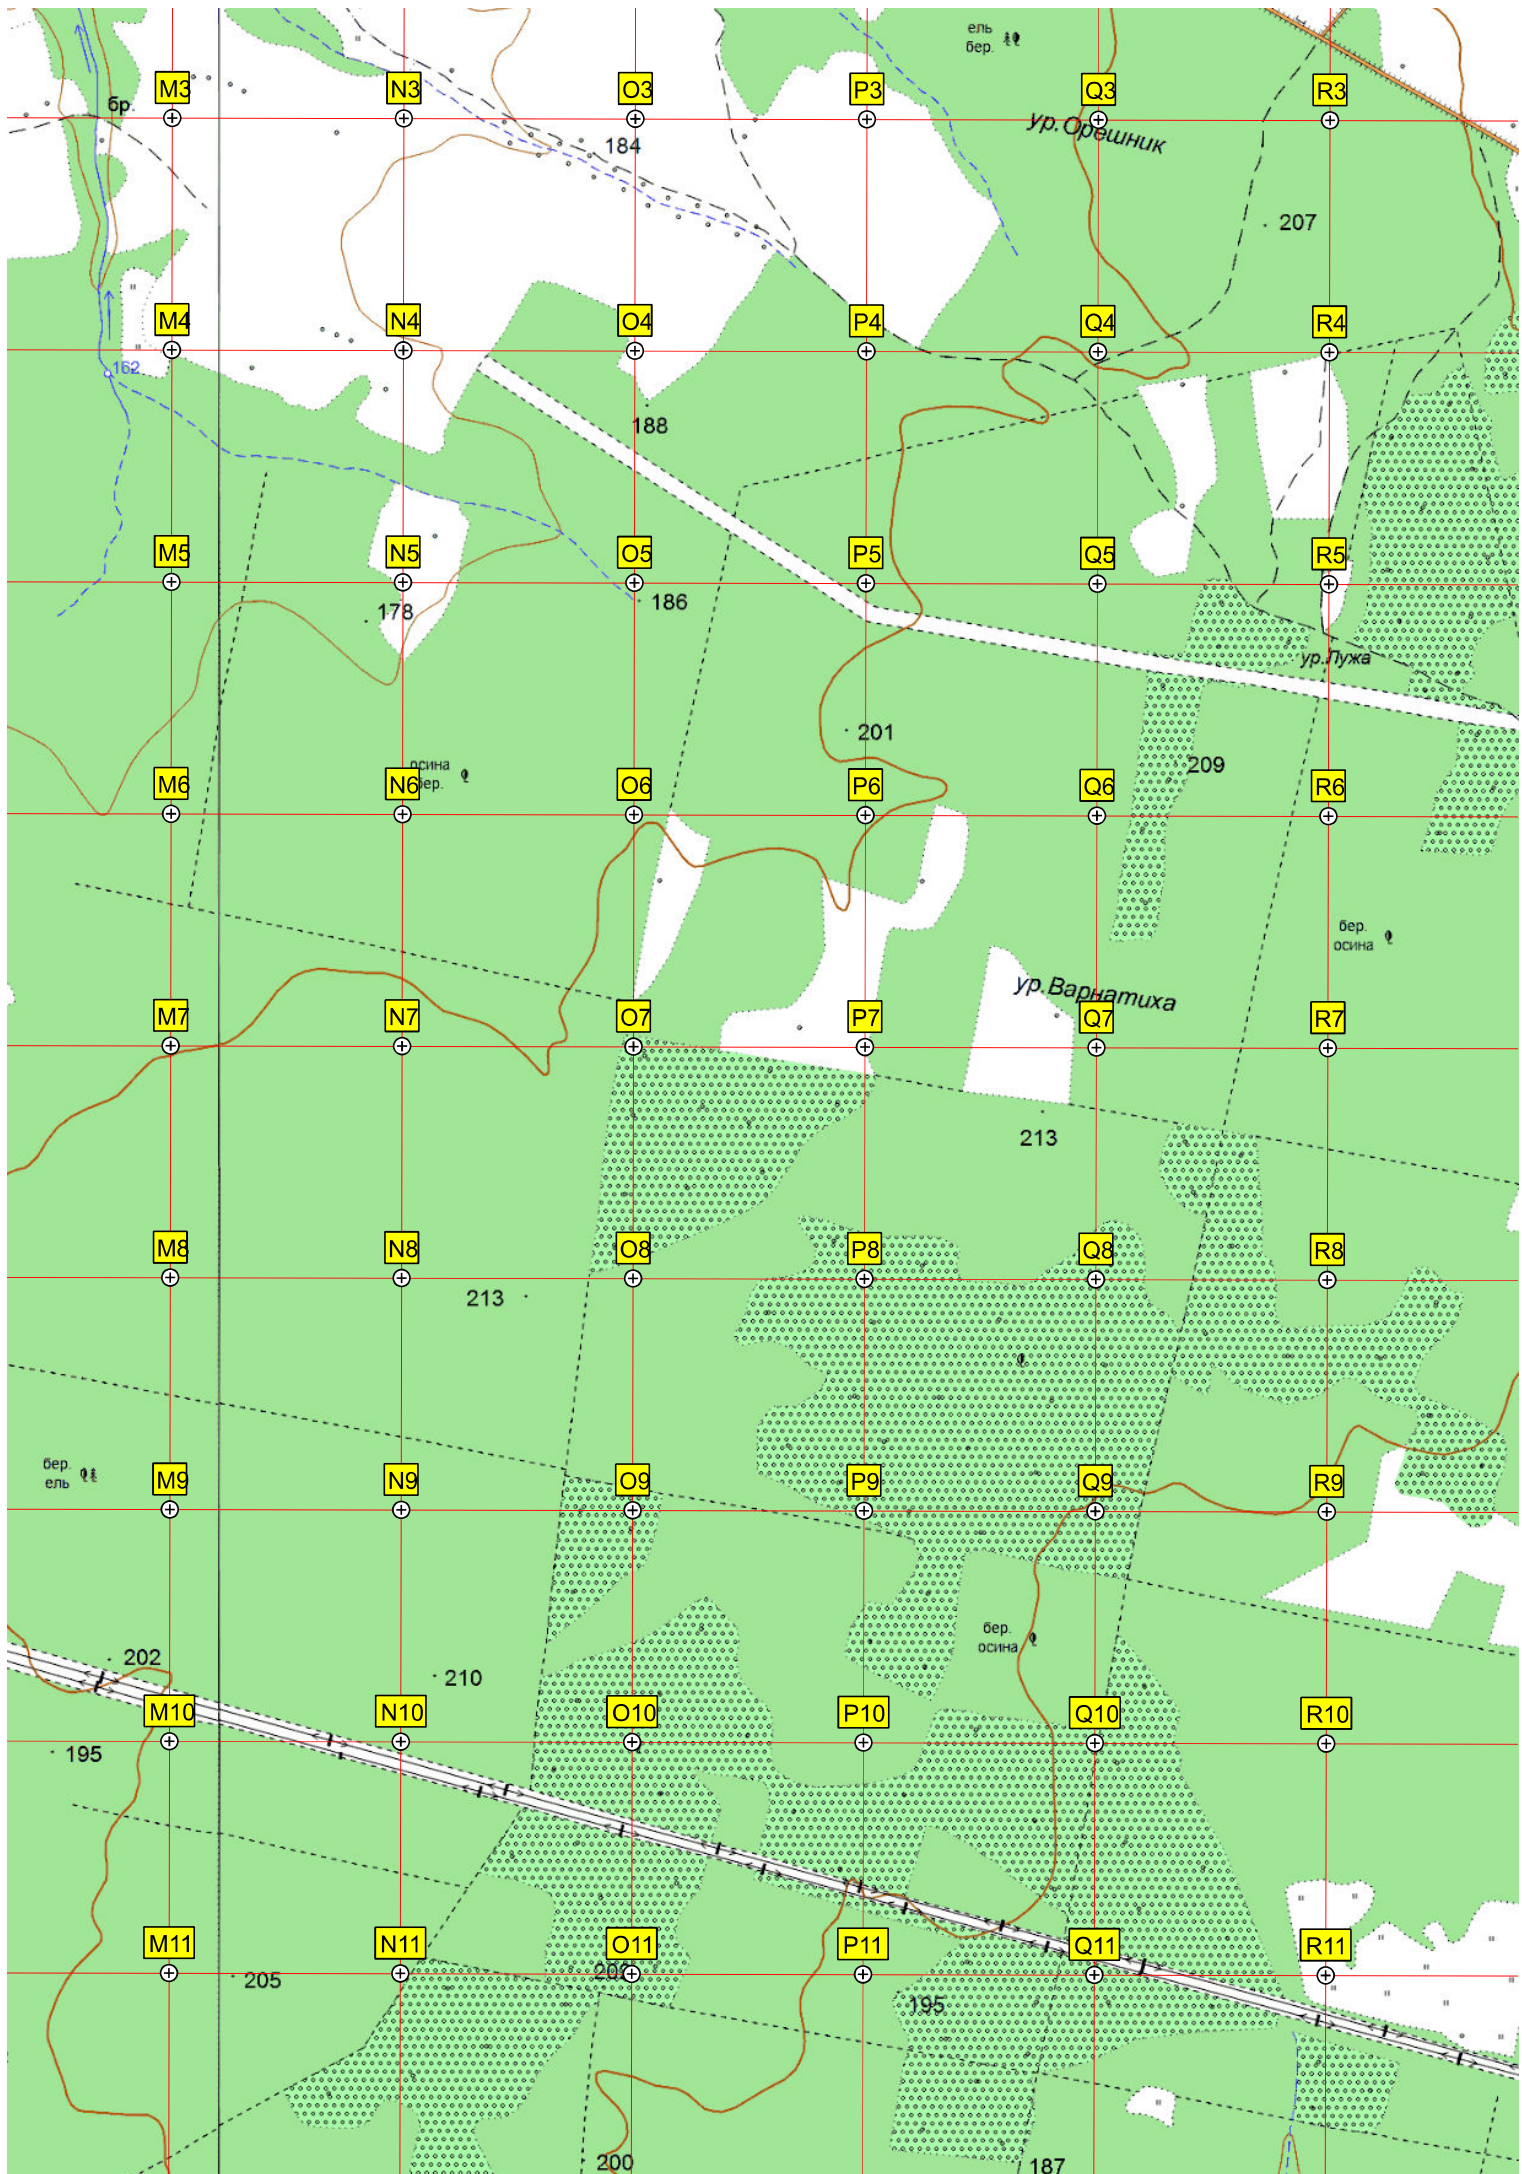 ель
бер.
M3
N3
O3
P3
Q3
R3
бр.
ур.Орешник
184
207
M4
N4
O4
P4
Q4
R4
162
188
M5
N5
O5
P5
Q5
R5
178
186
ур.Лужа
201
209
осина
бер.
M6
N6
O6
P6
Q6
R6
бер.
осина
ур.Варнатиха
M7
N7
O7
P7
Q7
R7
213
M8
N8
O8
P8
Q8
R8
213
бер.
ель
M9
N9
O9
P9
Q9
R9
бер.
осина
202
210
M10
N10
O10
P10
Q10
R10
195
M11
N11
O11
P11
Q11
R11
205
195
200
187